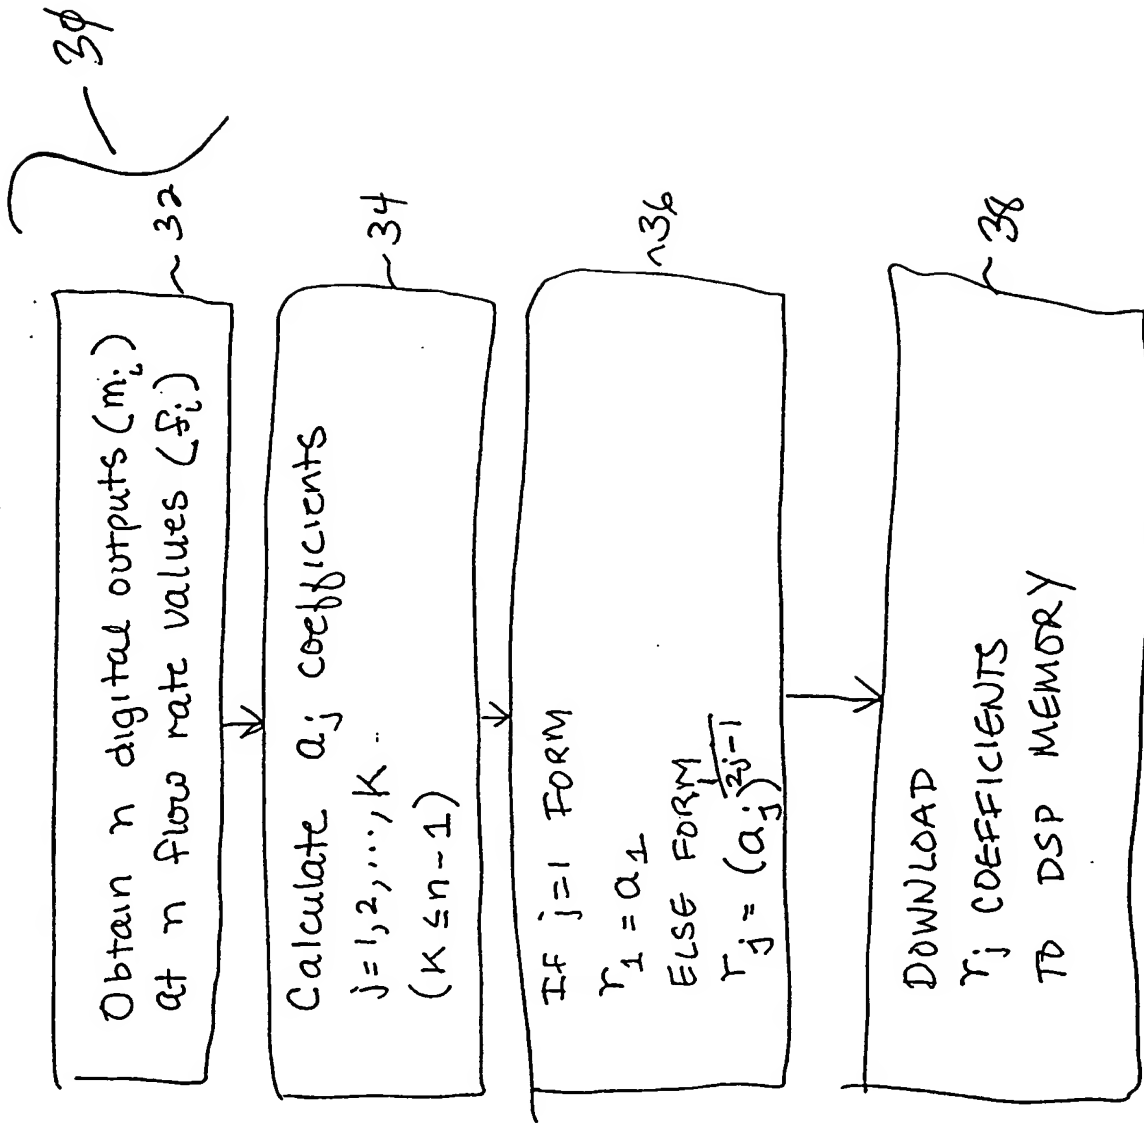 30
Obtain n digital outputs (mᵢ)
at n flow rate values (fᵢ)
32
Calculate aⱼ coefficients
j=1,2,...,K.
(K ≤ n-1)
34
If j=1 FORM
r₁ = a₁
ELSE FORM
rⱼ = (aⱼ)^(1/(2j-1))
36
DOWNLOAD
rⱼ COEFFICIENTS
TO DSP MEMORY
38